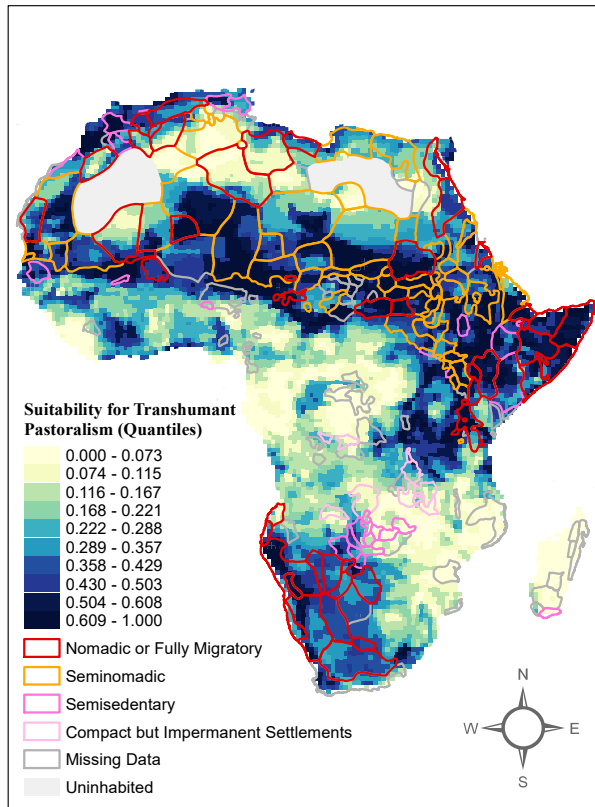 Suitability for Transhumant
Pastoralism (Quantiles)
0.000 - 0.073
0.074 - 0.115
0.116 - 0.167
0.168 - 0.221
0.222 - 0.288
0.289 - 0.357
0.358 - 0.429
0.430 - 0.503
0.504 - 0.608
0.609 - 1.000
Nomadic or Fully Migratory
Seminomadic
Semisedentary
Compact but Impermanent Settlements
Missing Data
Uninhabited
N
W
E
S